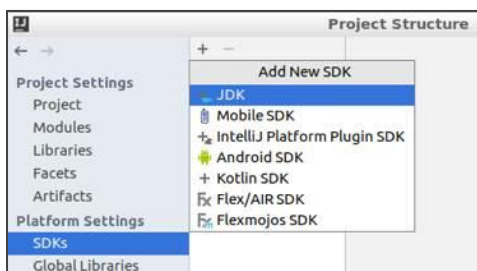 Project Structure
Project Settings
Project
Modules
Libraries
Facets
Artifacts
Platform Settings
SDKs
Global Libraries
Add New SDK
JDK
Mobile SDK
IntelliJ Platform Plugin SDK
Android SDK
Kotlin SDK
Flex/AIR SDK
Flexmojos SDK